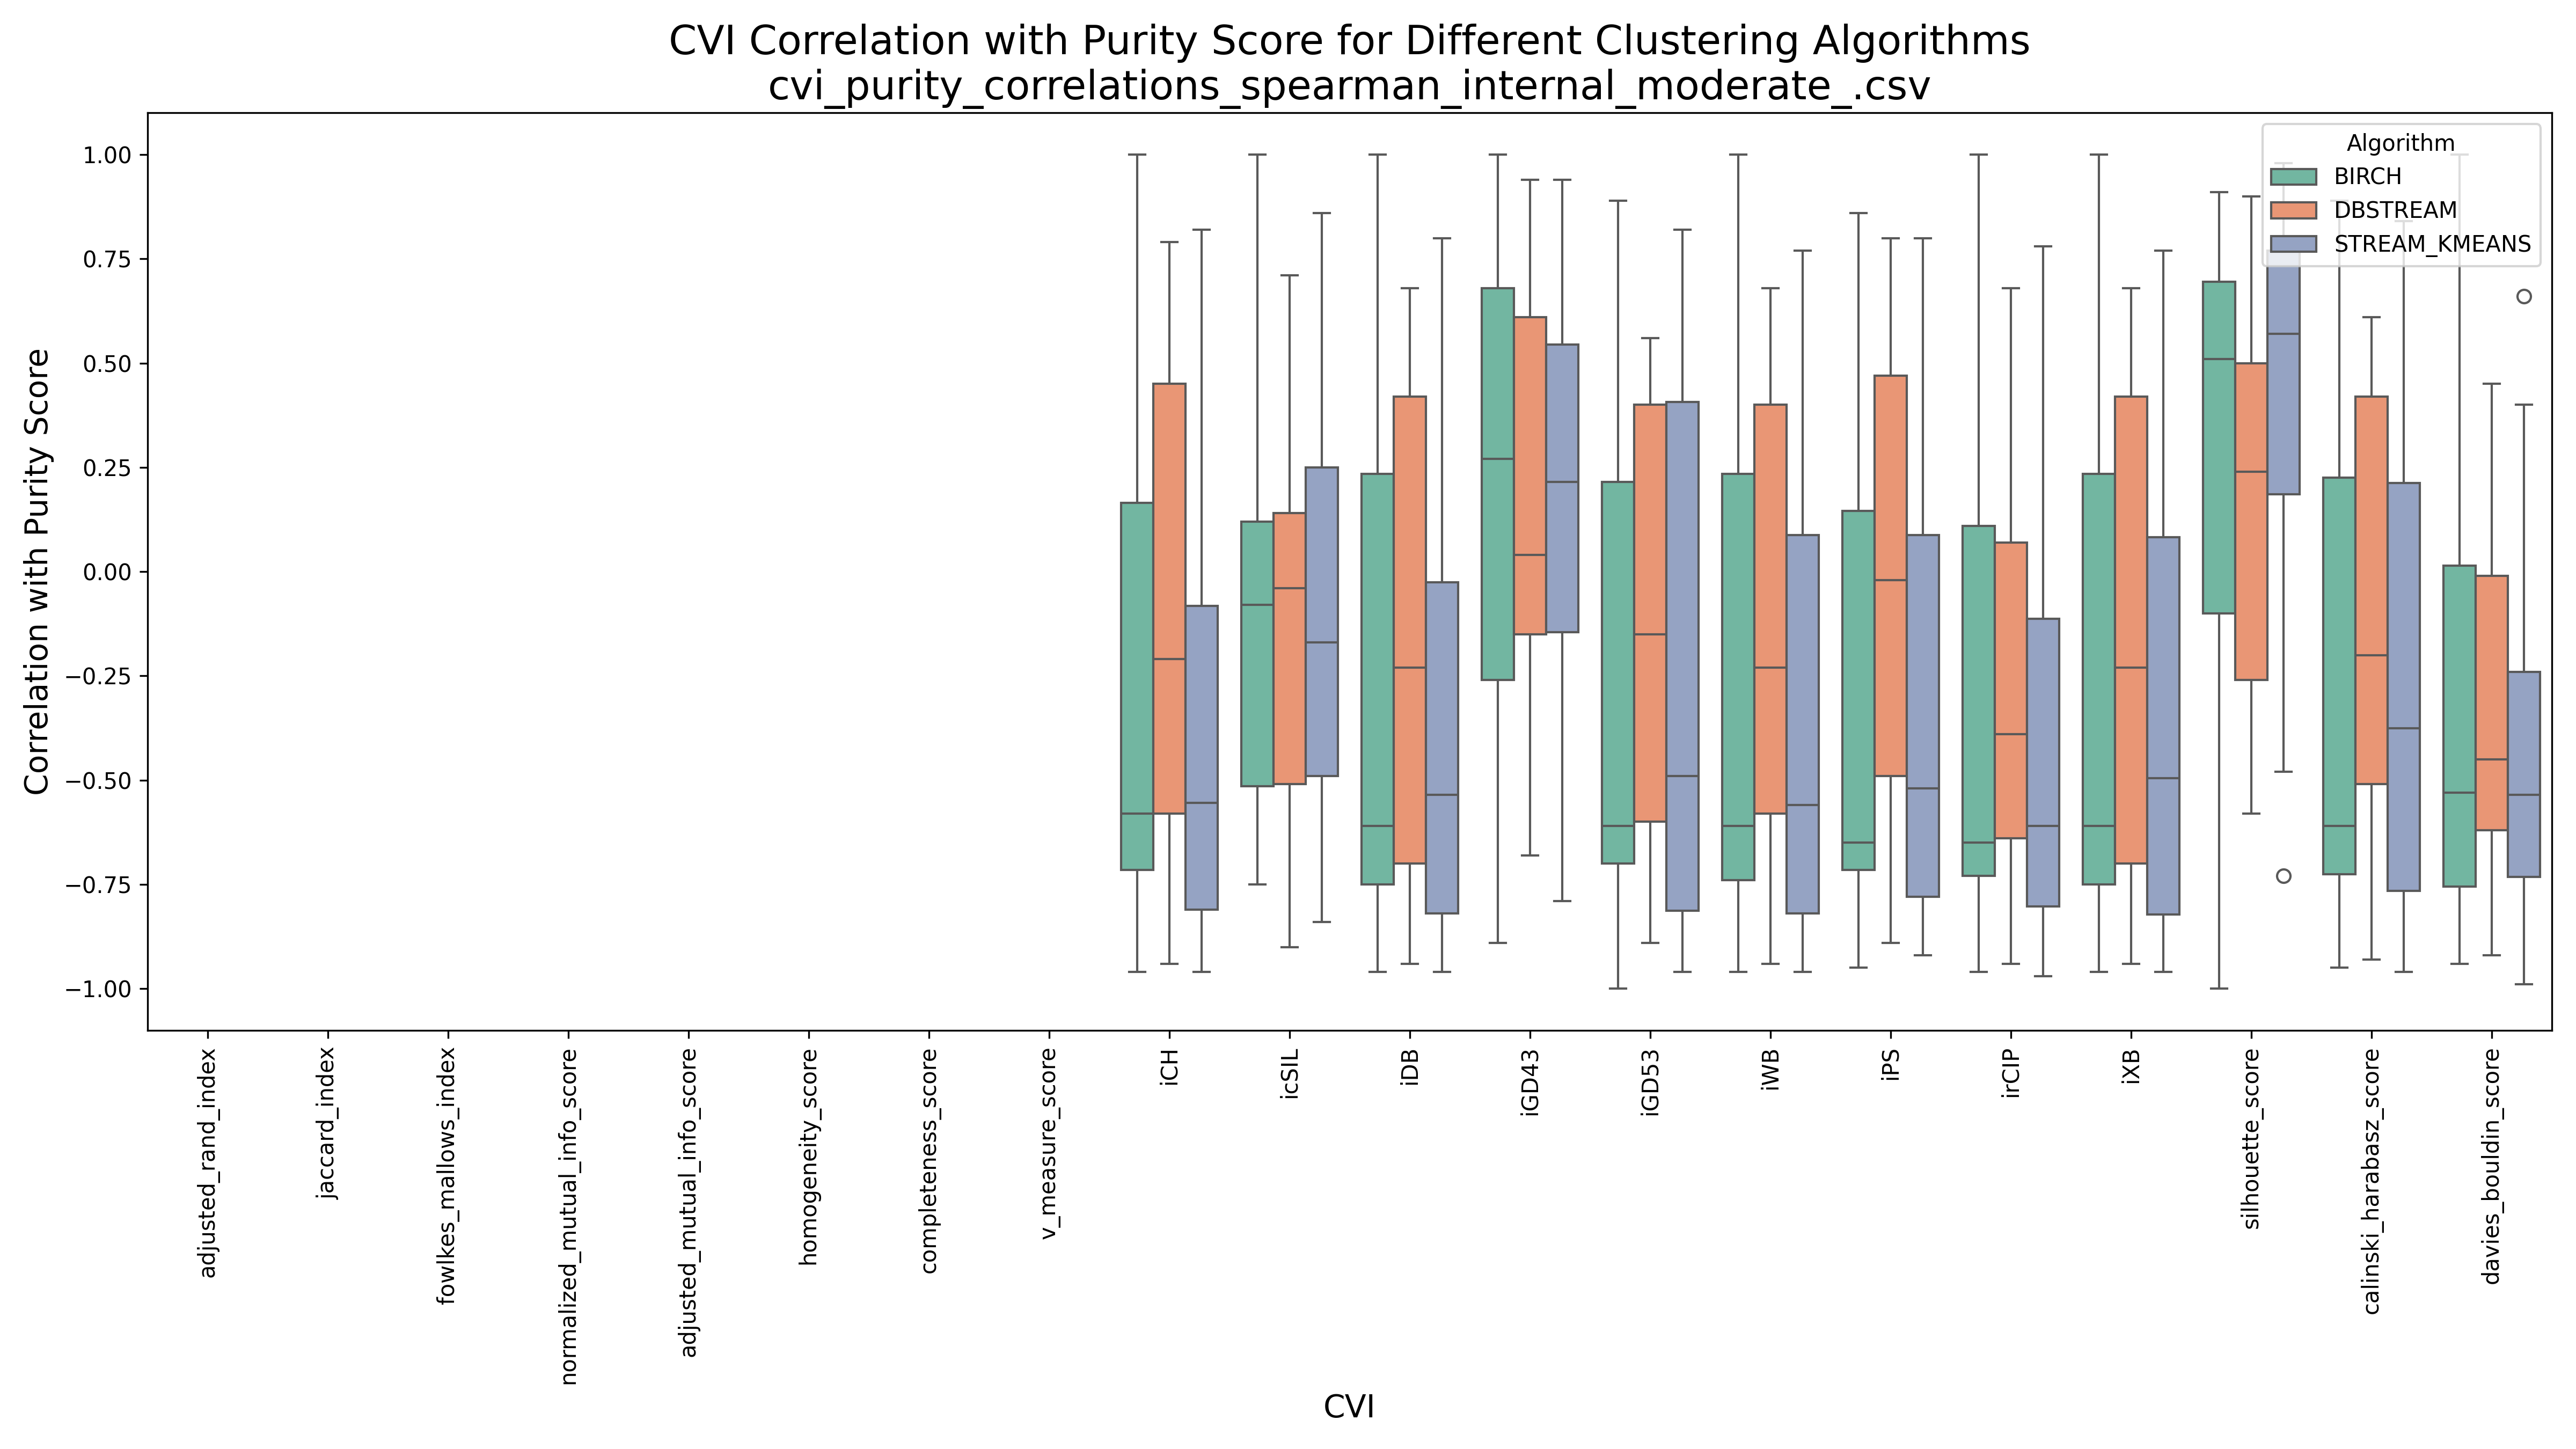 CVI Correlation with Purity Score for Different Clustering Algorithms
cvi_purity_correlations_spearman_internal_moderate_.csv
Algorithm
BIRCH
DBSTREAM
STREAM_KMEANS
Correlation with Purity Score
1.00
0.75
0.50
0.25
0.00
−0.25
−0.50
−0.75
−1.00
adjusted_rand_index
jaccard_index
fowlkes_mallows_index
normalized_mutual_info_score
adjusted_mutual_info_score
homogeneity_score
completeness_score
v_measure_score
iCH
icSIL
iDB
iGD43
iGD53
iWB
iPS
irCIP
iXB
silhouette_score
calinski_harabasz_score
davies_bouldin_score
CVI